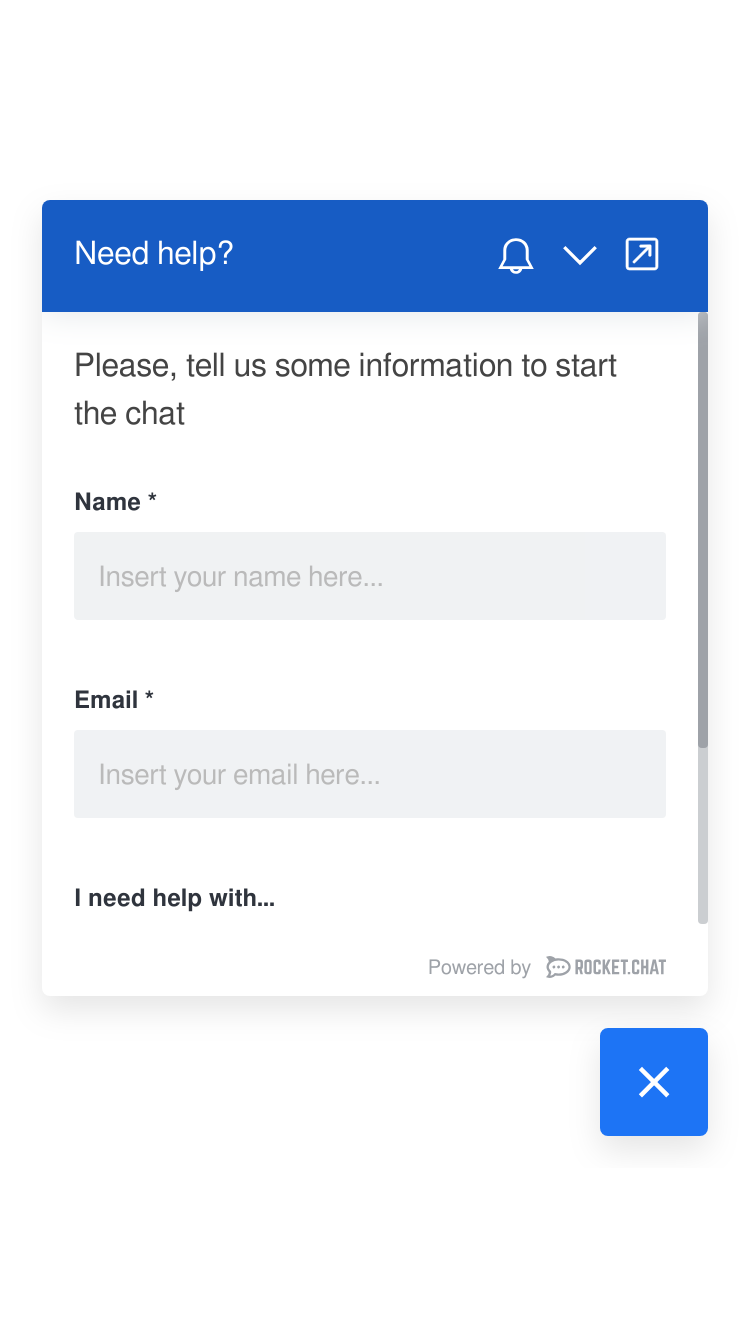 Need help?
Please, tell us some information to start
the chat
Name *
Insert your name here...
Email *
Insert your email here...
I need help with...
Powered by ROCKET.CHAT